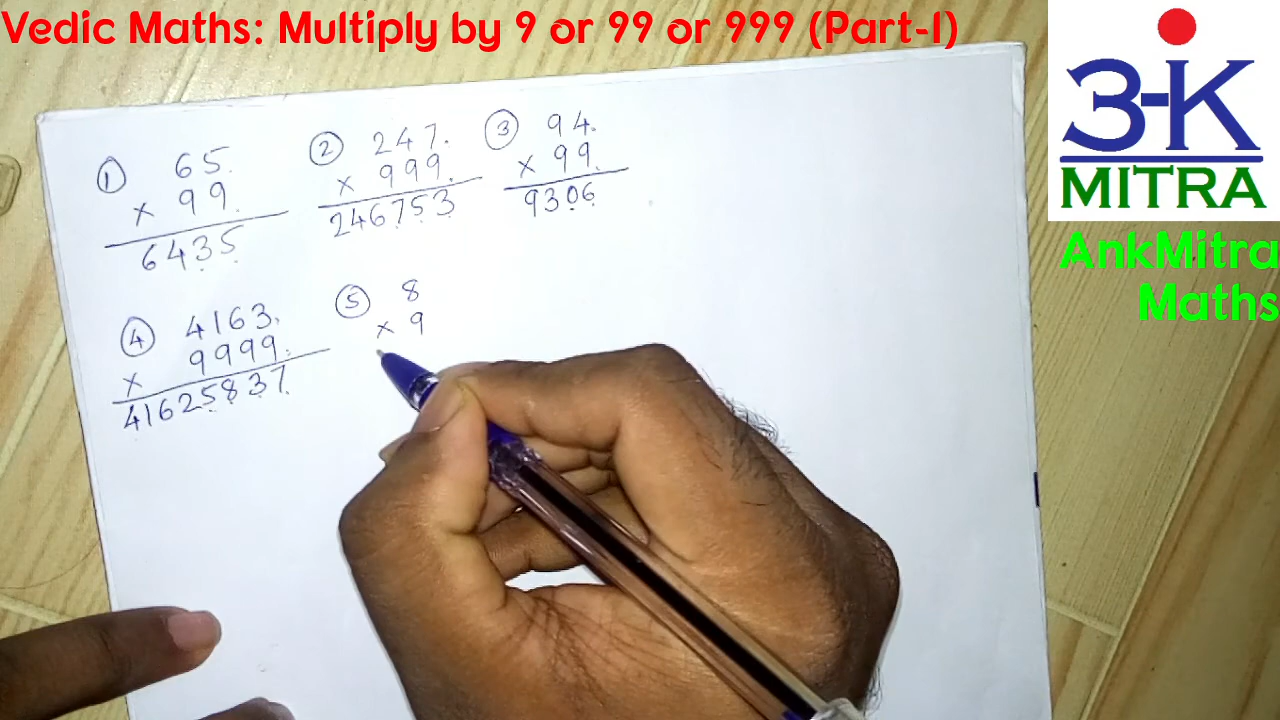 Vedic Maths: Multiply by 9 or 99 or 999 (Part-1)
3-K
MITRA
AnkMitra
Maths
① 65
× 99
6435
② 247
× 999
246753
③ 94
× 99
9306
④ 4163
× 9999
41625837
⑤ 8
× 9